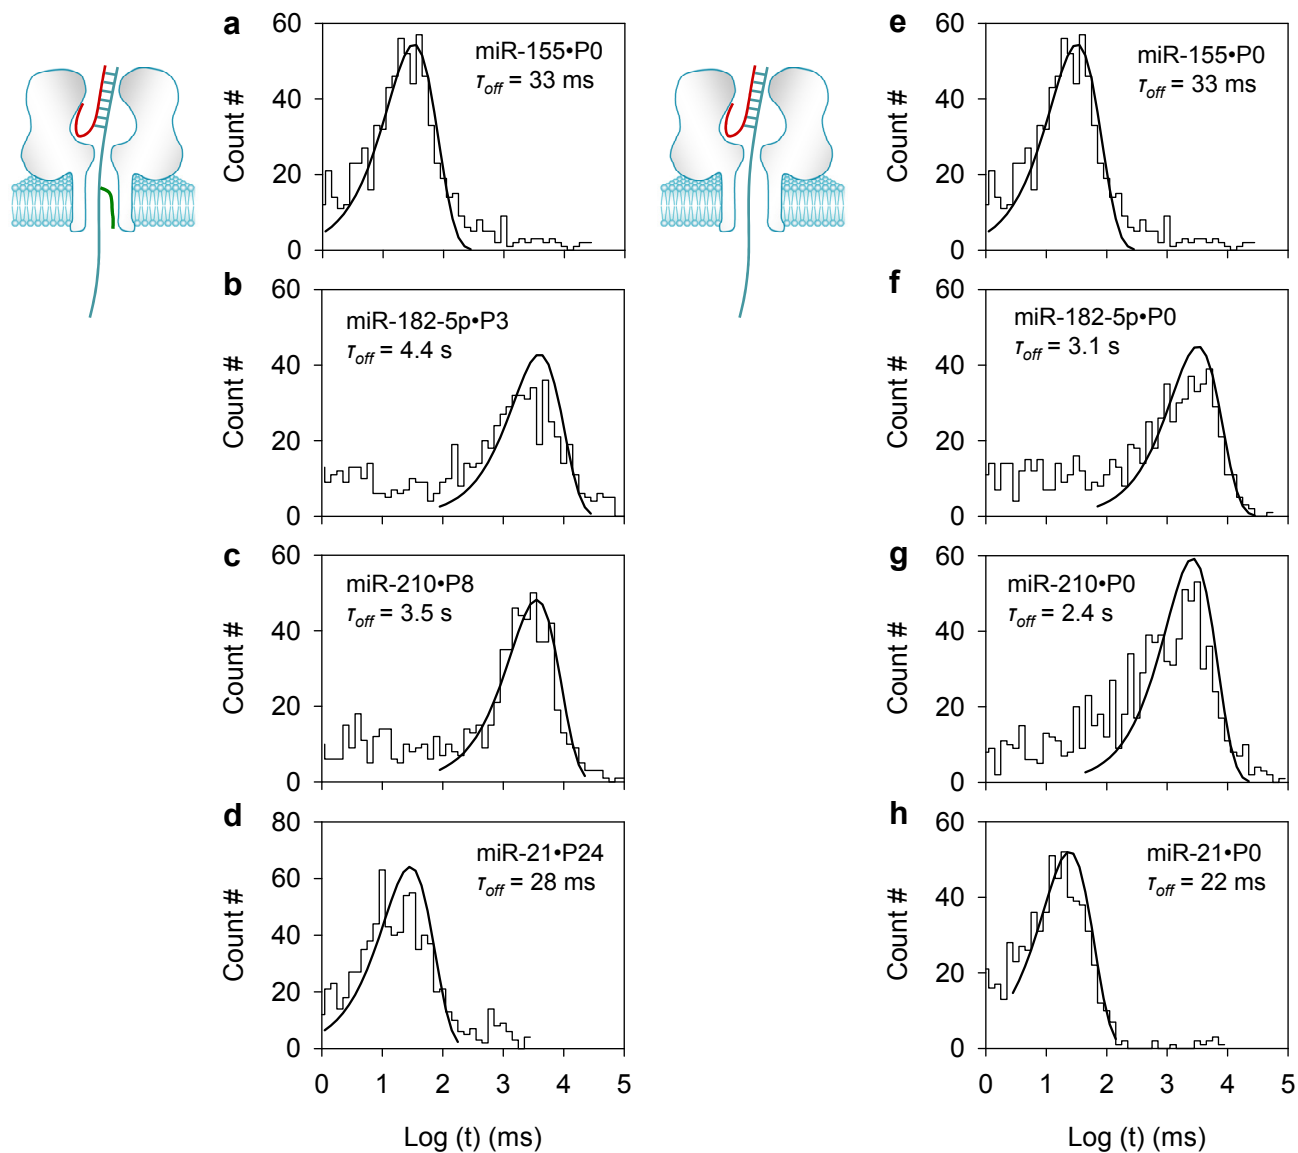 a
60
40
20
0
Count #
miR-155•P0
τoff = 33 ms
b
60
40
20
0
Count #
miR-182-5p•P3
τoff = 4.4 s
c
60
40
20
0
Count #
miR-210•P8
τoff = 3.5 s
d
80
60
40
20
0
Count #
miR-21•P24
τoff = 28 ms
0 1 2 3 4 5
Log (t) (ms)
e
60
40
20
0
Count #
miR-155•P0
τoff = 33 ms
f
60
40
20
0
Count #
miR-182-5p•P0
τoff = 3.1 s
g
60
40
20
0
Count #
miR-210•P0
τoff = 2.4 s
h
60
40
20
0
Count #
miR-21•P0
τoff = 22 ms
0 1 2 3 4 5
Log (t) (ms)